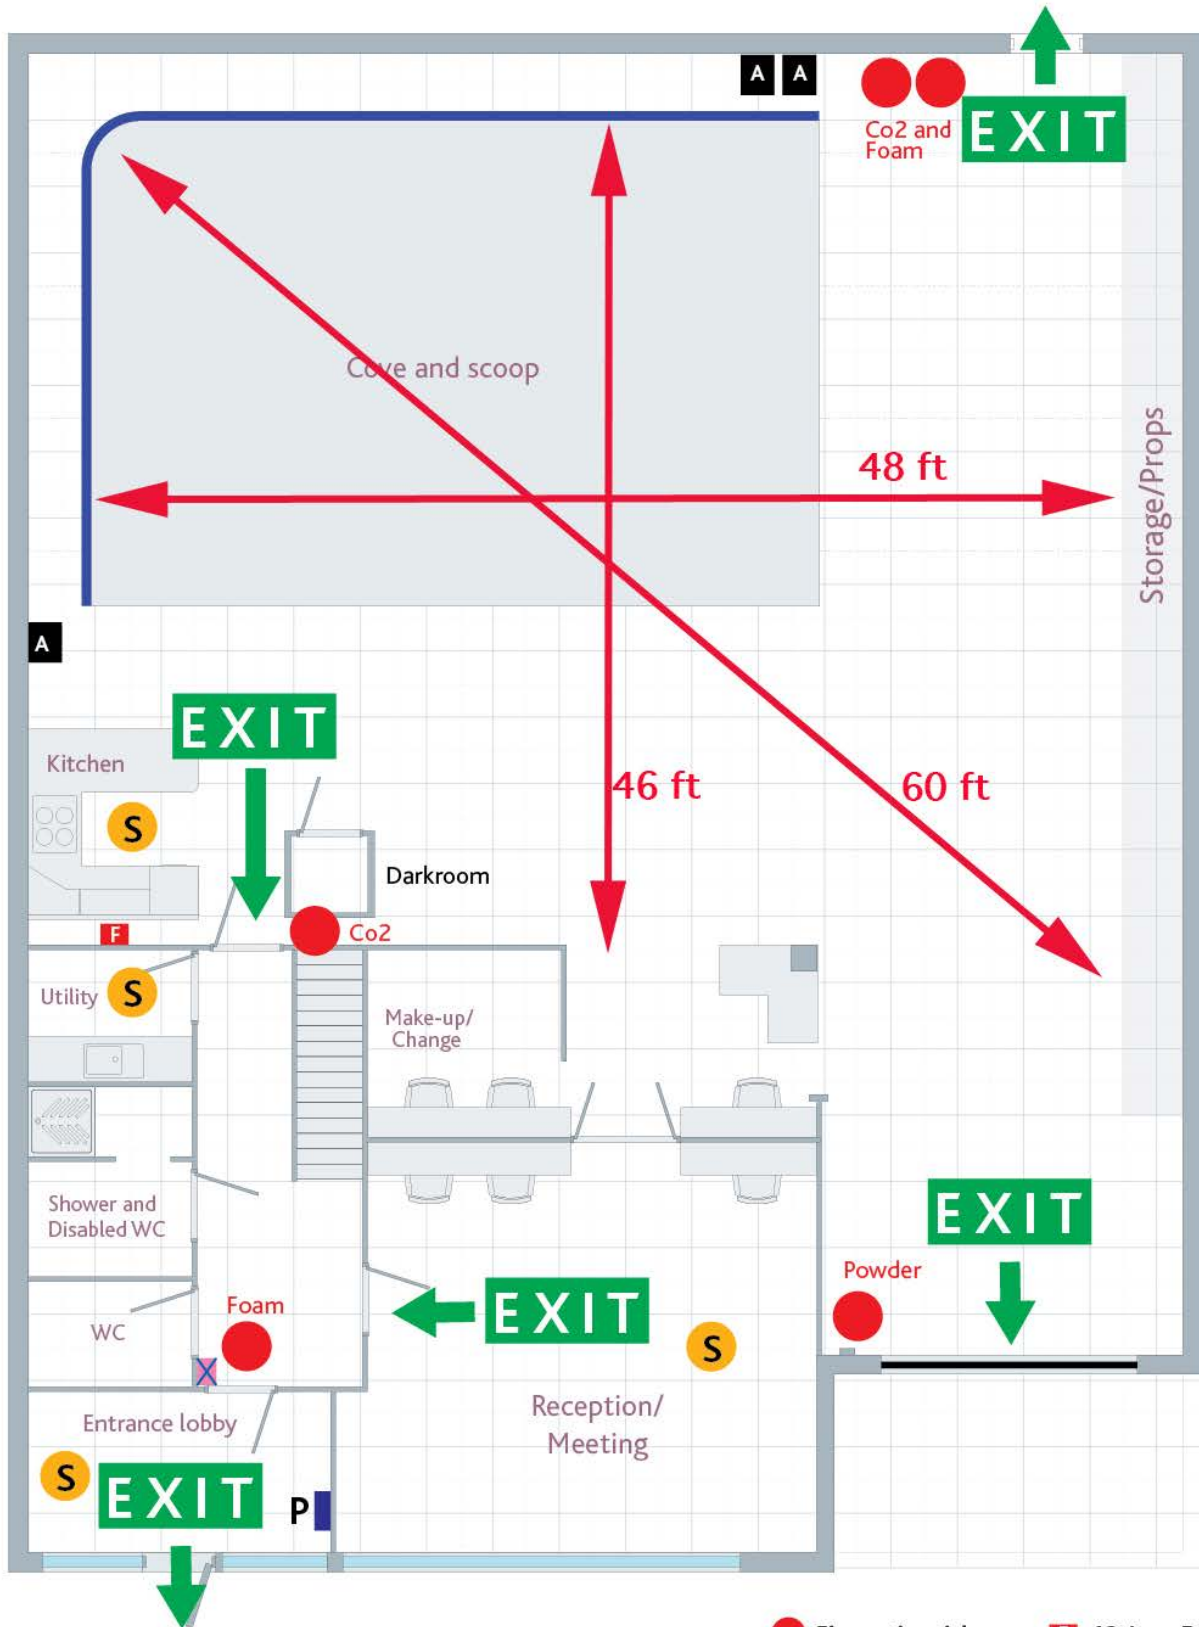 A A
Co2 and
Foam
EXIT
Cove and scoop
48 ft
Storage/Props
A
EXIT
Kitchen
S
46 ft
60 ft
Darkroom
F
Co2
Utility
S
Make-up/
Change
Shower and
Disabled WC
EXIT
Powder
EXIT
Foam
WC
X
S
Reception/
Meeting
Entrance lobby
S
EXIT
P